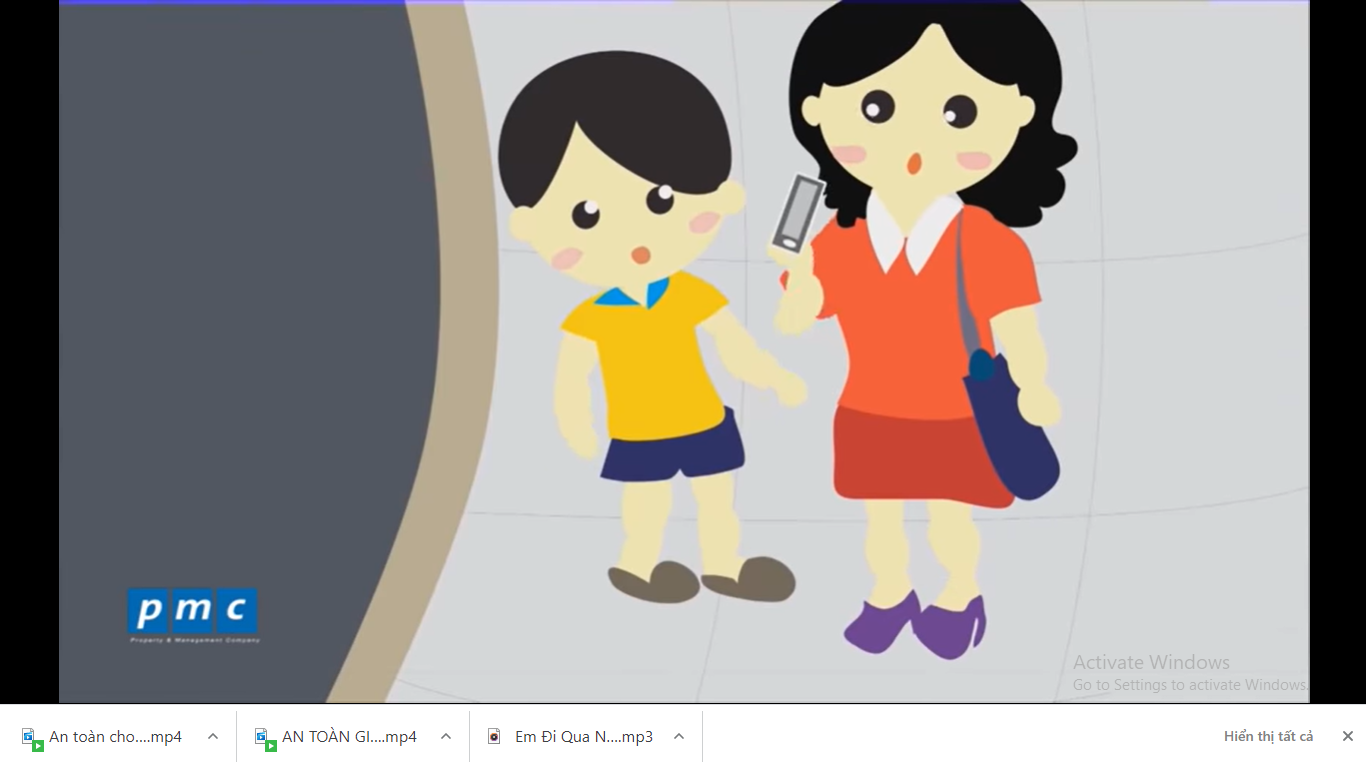 pmc
Property & Management Company
Activate Windows
Go to Settings to activate Windows.
An toàn cho....mp4
AN TOÀN GI....mp4
Em Đi Qua N....mp3
Hiển thị tất cả